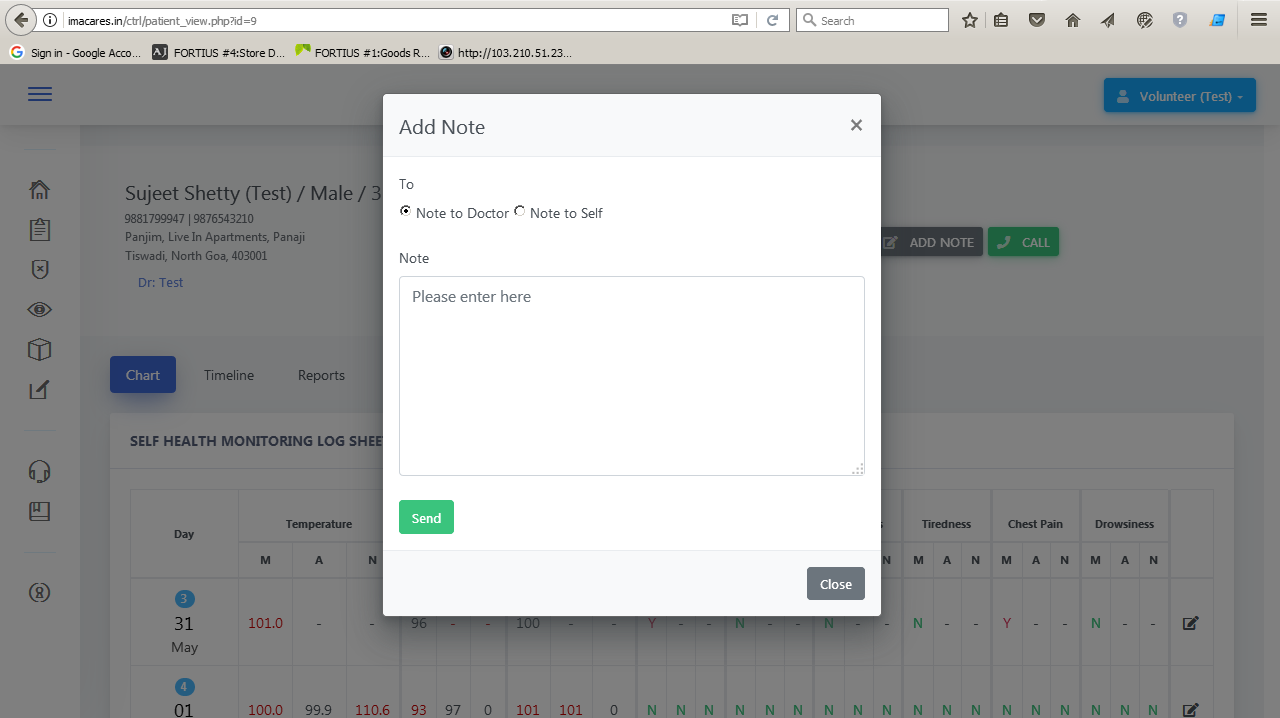 imacares.in/ctrl/patient_view.php?id=9
Search
Sign in - Google Acco...
AJ FORTIUS #4:Store D...
FORTIUS #1:Goods R...
http://103.210.51.23...
Volunteer (Test)
Add Note
×
To
Note to Doctor Note to Self
Note
Please enter here
Send
Close
Sujeet Shetty (Test) / Male / 3
9881799947 | 9876543210
Panjim, Live In Apartments, Panaji
Tiswadi, North Goa, 403001
Dr: Test
ADD NOTE
CALL
Chart Timeline Reports
SELF HEALTH MONITORING LOG SHEE
Day Temperature Tiredness Chest Pain Drowsiness
M A N N M A N M A N M A N
3
31 101.0 - - 96 - - 100 - - Y - - N - - N - - N - - Y - - N - -
May
4
01 100.0 99.9 110.6 93 97 0 101 101 0 N N N N N N N N N N N N N N N N N N